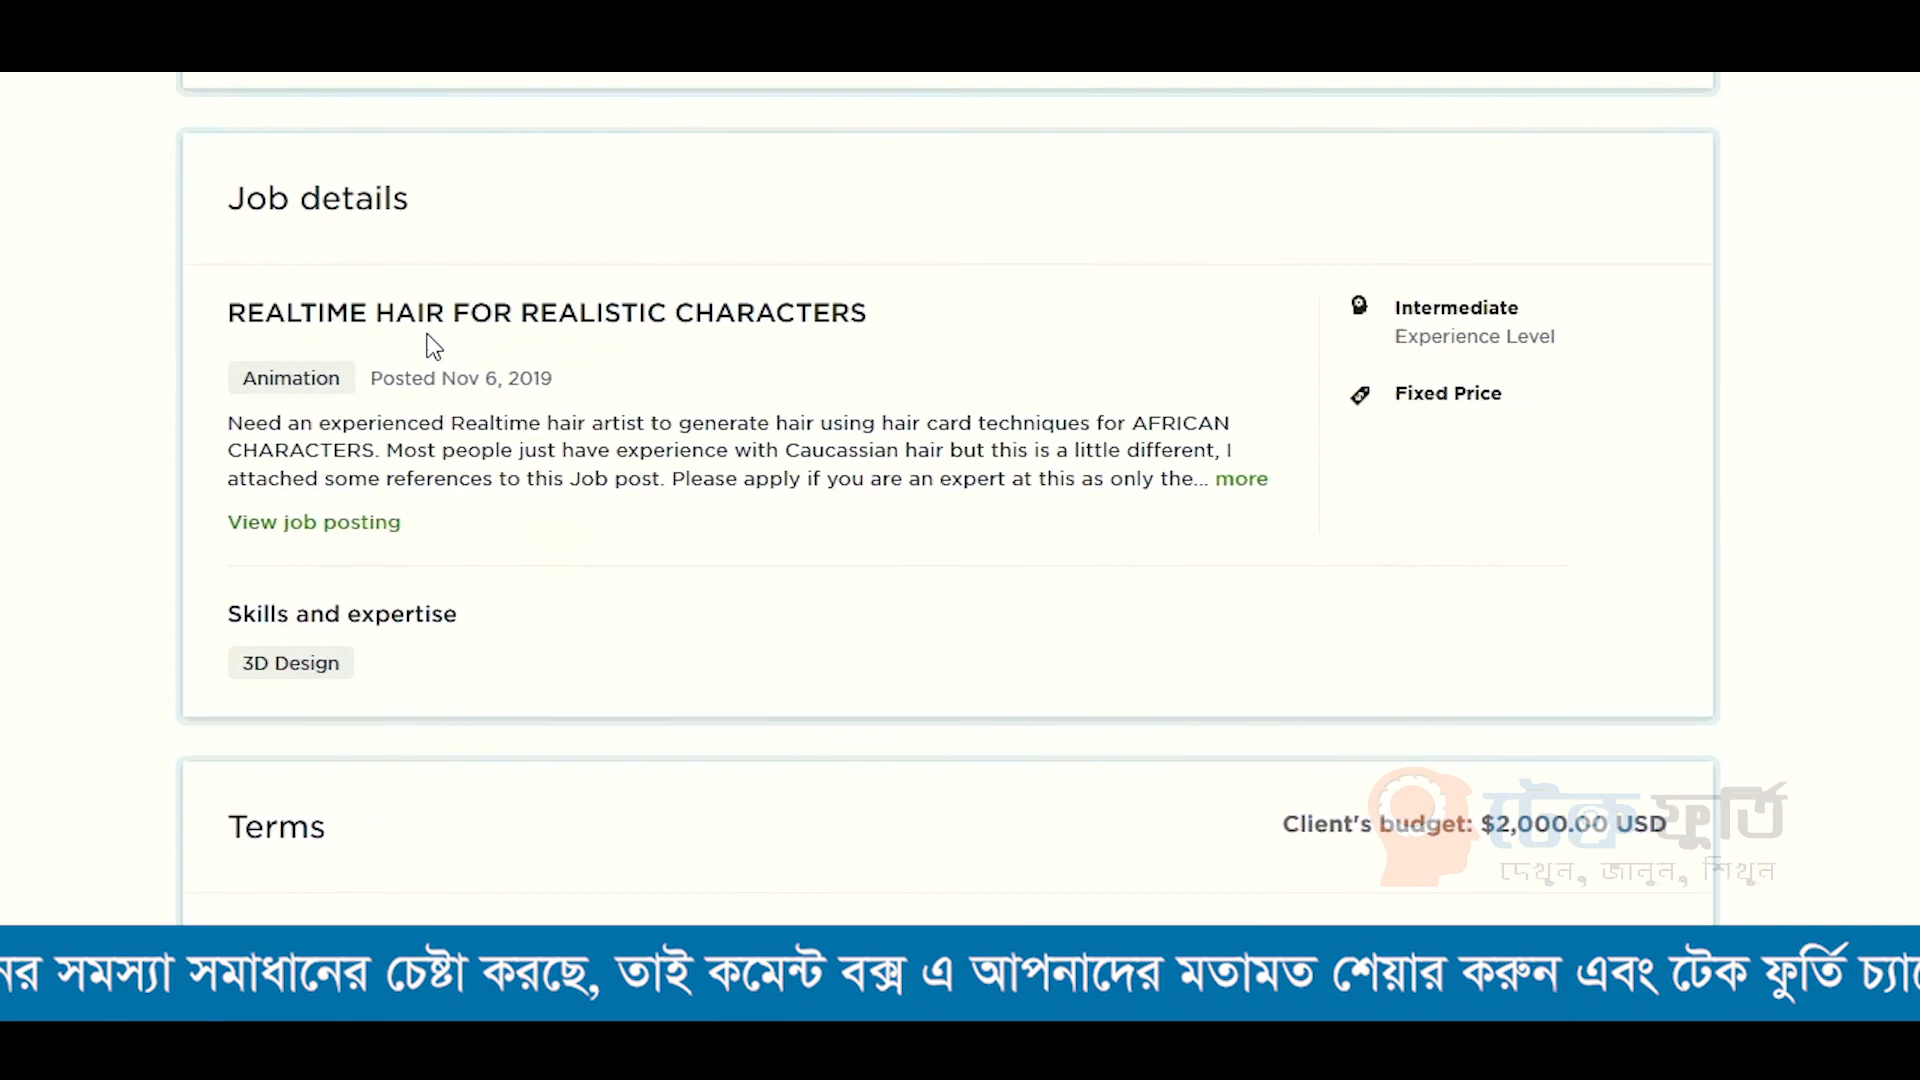 Job details
REALTIME HAIR FOR REALISTIC CHARACTERS
Intermediate
Experience Level
Animation
Posted Nov 6, 2019
Fixed Price
Need an experienced Realtime hair artist to generate hair using hair card techniques for AFRICAN
CHARACTERS. Most people just have experience with Caucassian hair but this is a little different, I
attached some references to this Job post. Please apply if you are an expert at this as only the... more
View job posting
Skills and expertise
3D Design
Terms
Client's budget: $2,000.00 USD
টেক ফুর্তি
দেখুন, জানুন, শিখুন
সমস্যা সমাধানের চেষ্টা করছে, তাই কমেন্ট বক্স এ আপনাদের মতামত শেয়ার করুন এবং টেক ফুর্তি